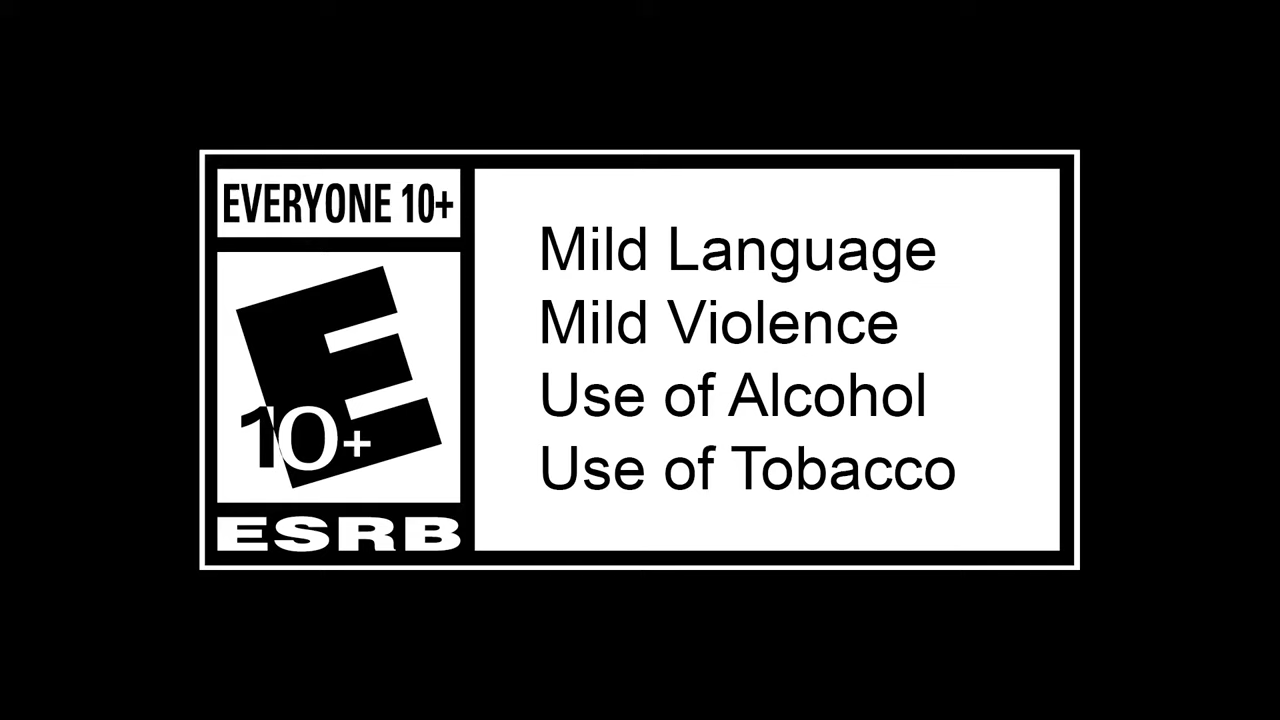 EVERYONE 10+
E
10+
ESRB
Mild Language
Mild Violence
Use of Alcohol
Use of Tobacco